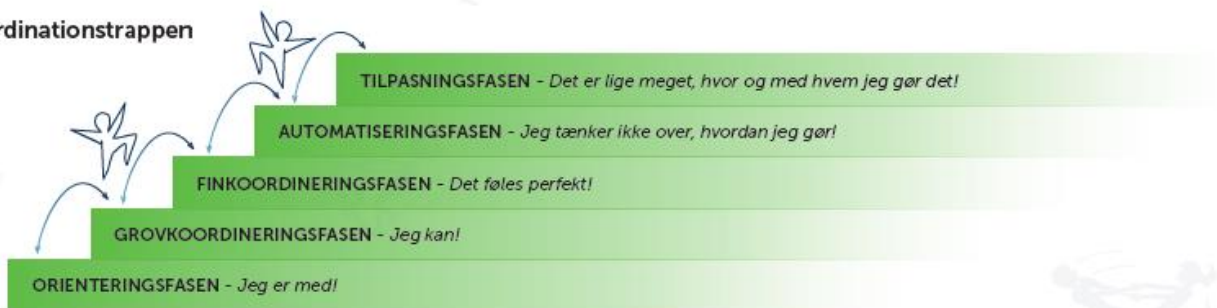 rdinationstrappen
TILPASNINGSFASEN - Det er lige meget, hvor og med hvem jeg gør det!
AUTOMATISERINGSFASEN - Jeg tænker ikke over, hvordan jeg gør!
FINKOORDINERINGSFASEN - Det føles perfekt!
GROVKOORDINERINGSFASEN - Jeg kan!
ORIENTERINGSFASEN - Jeg er med!